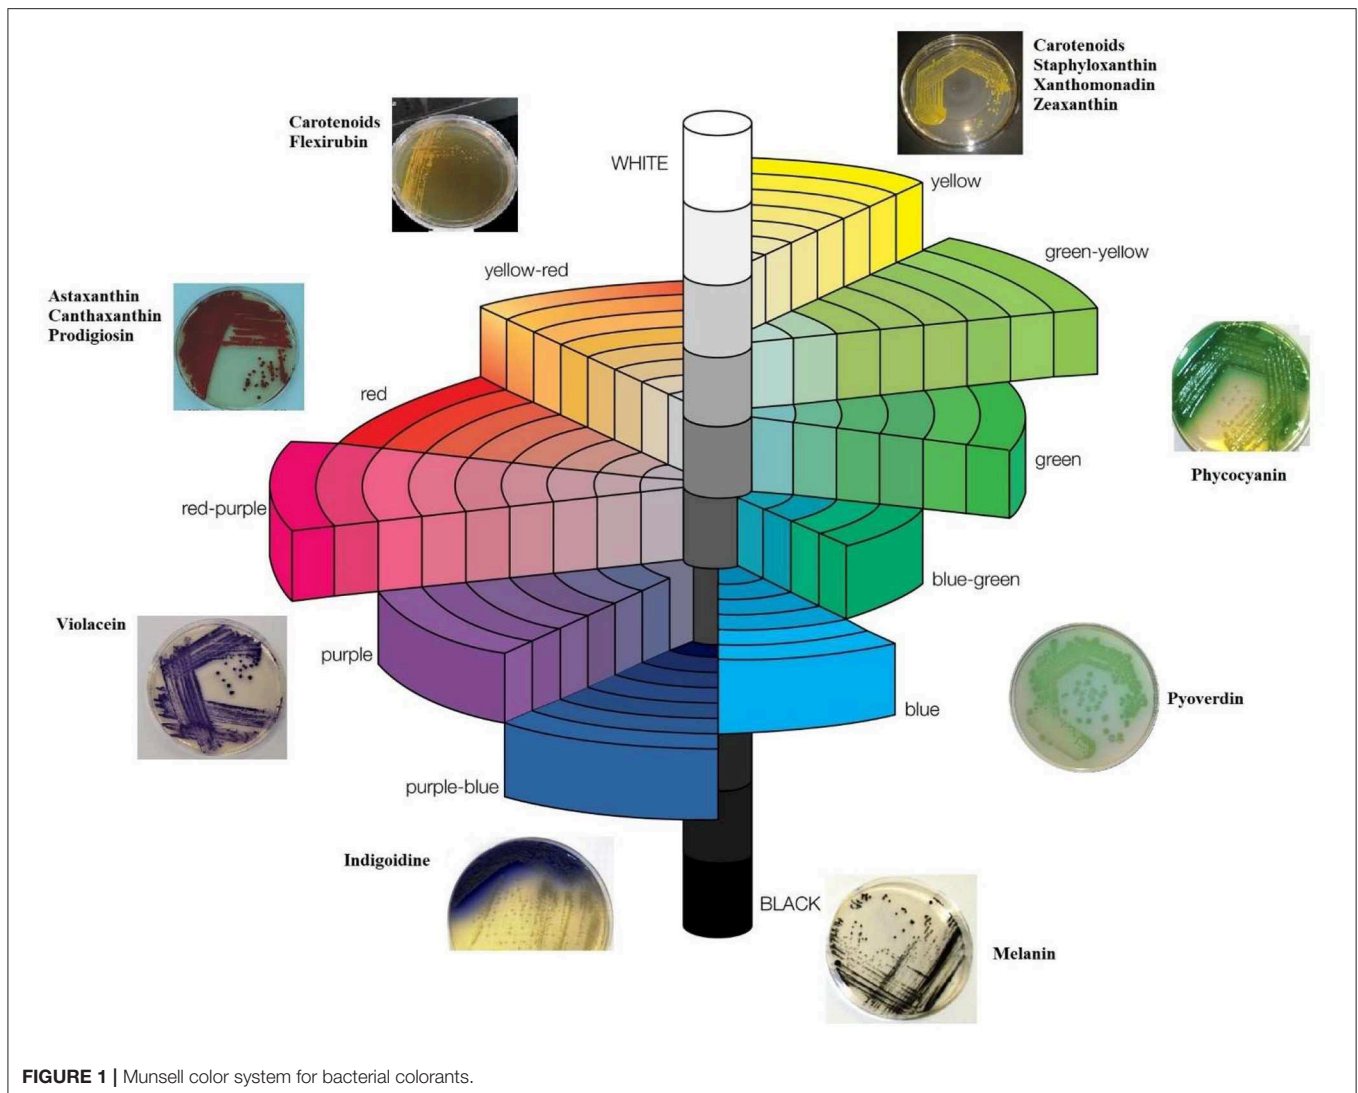 Carotenoids
Staphyloxanthin
Xanthomonadin
Zeaxanthin
Carotenoids
Flexirubin
WHITE
yellow
green-yellow
yellow-red
Astaxanthin
Canthaxanthin
Prodigiosin
red
green
Phycocyanin
red-purple
blue-green
Violacein
purple
Pyoverdin
blue
purple-blue
Indigoidine
BLACK
Melanin
FIGURE 1 | Munsell color system for bacterial colorants.